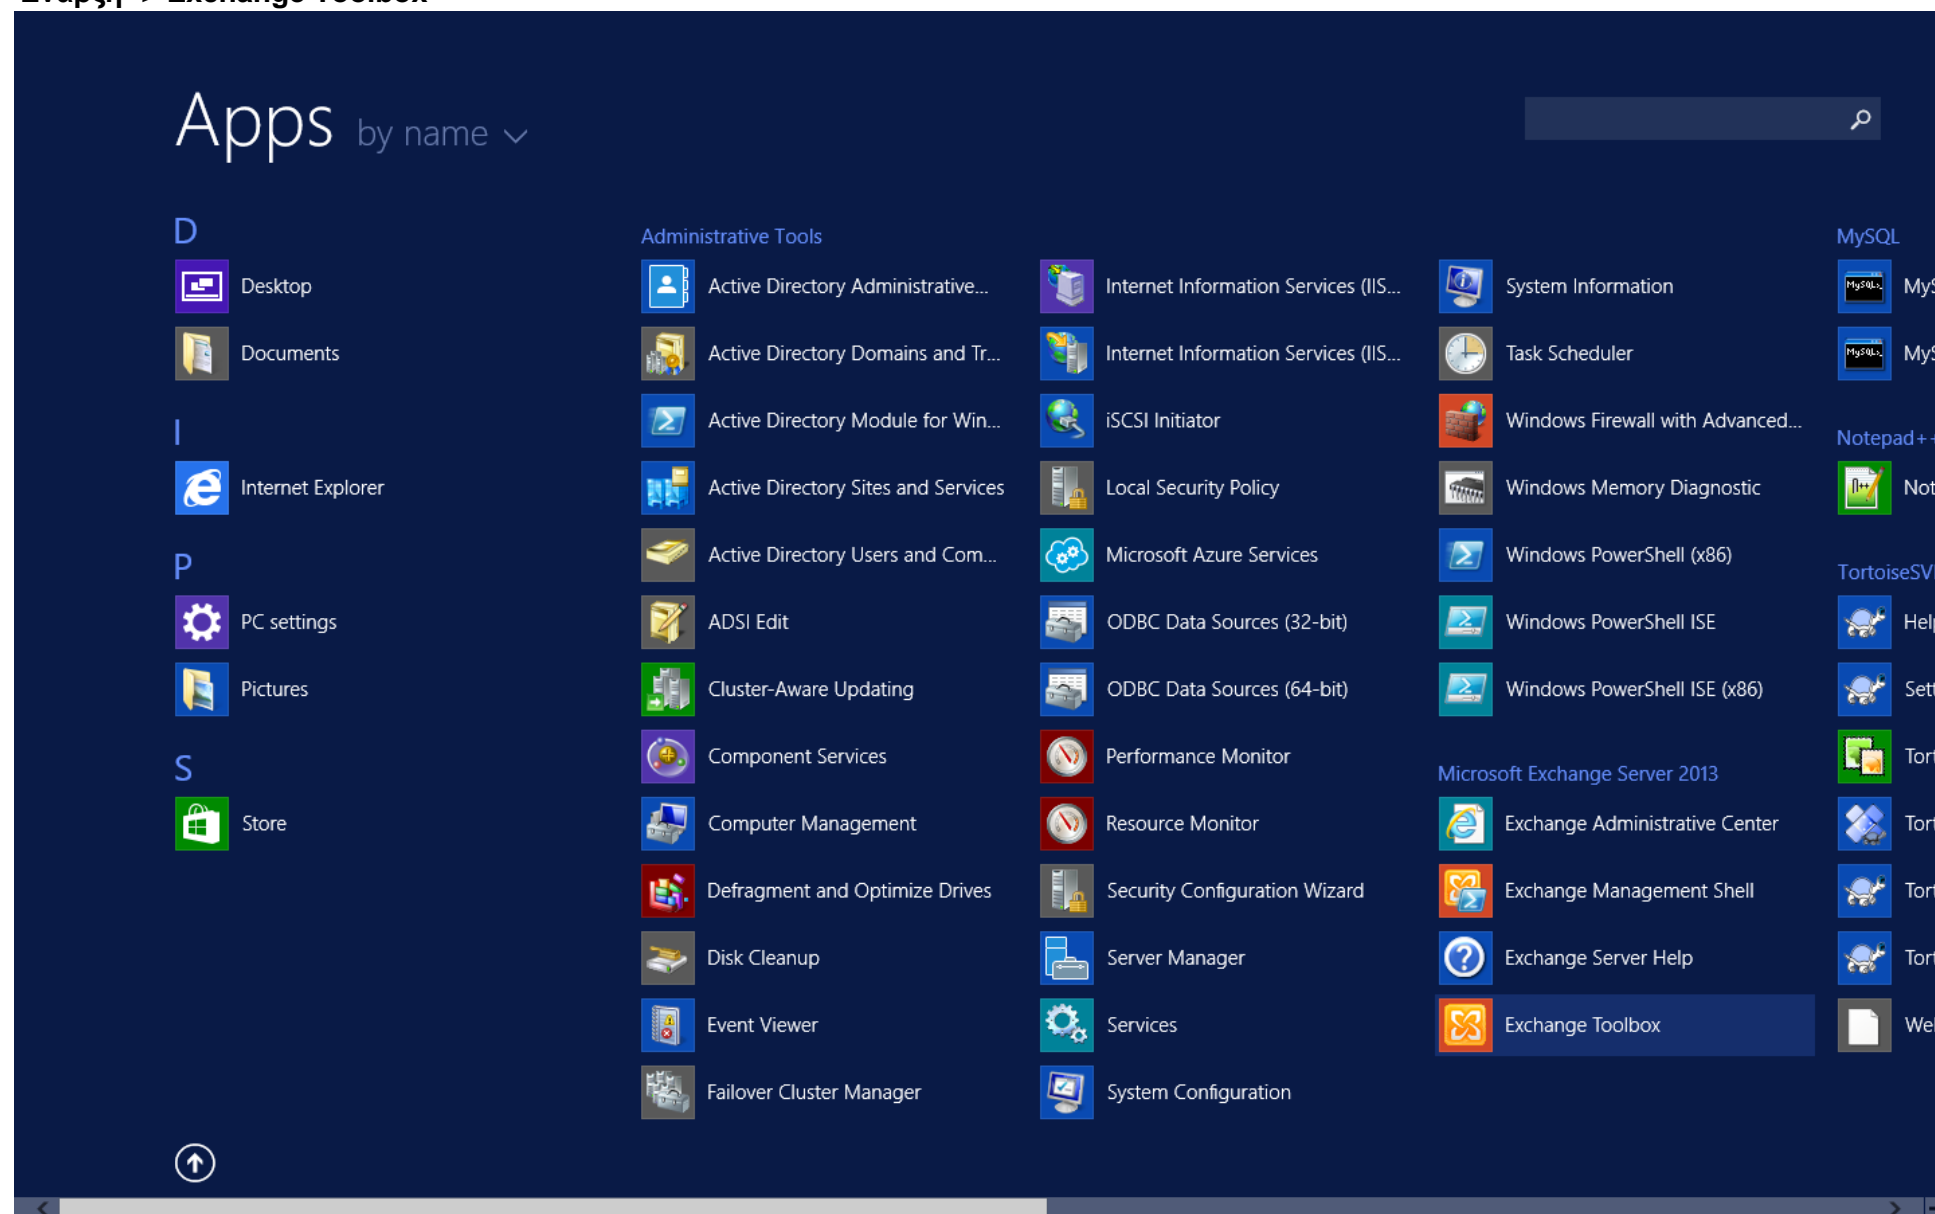 Έναρξη -> Exchange Toolbox
Apps by name
D
Desktop
Documents
I
Internet Explorer
P
PC settings
Pictures
S
Store
Administrative Tools
Active Directory Administrative...
Active Directory Domains and Tr...
Active Directory Module for Win...
Active Directory Sites and Services
Active Directory Users and Com...
ADSI Edit
Cluster-Aware Updating
Component Services
Computer Management
Defragment and Optimize Drives
Disk Cleanup
Event Viewer
Failover Cluster Manager
Internet Information Services (IIS...
Internet Information Services (IIS...
iSCSI Initiator
Local Security Policy
Microsoft Azure Services
ODBC Data Sources (32-bit)
ODBC Data Sources (64-bit)
Performance Monitor
Resource Monitor
Security Configuration Wizard
Server Manager
Services
System Configuration
System Information
Task Scheduler
Windows Firewall with Advanced...
Windows Memory Diagnostic
Windows PowerShell (x86)
Windows PowerShell ISE
Windows PowerShell ISE (x86)
Microsoft Exchange Server 2013
Exchange Administrative Center
Exchange Management Shell
Exchange Server Help
Exchange Toolbox
MySQL
Notepad++